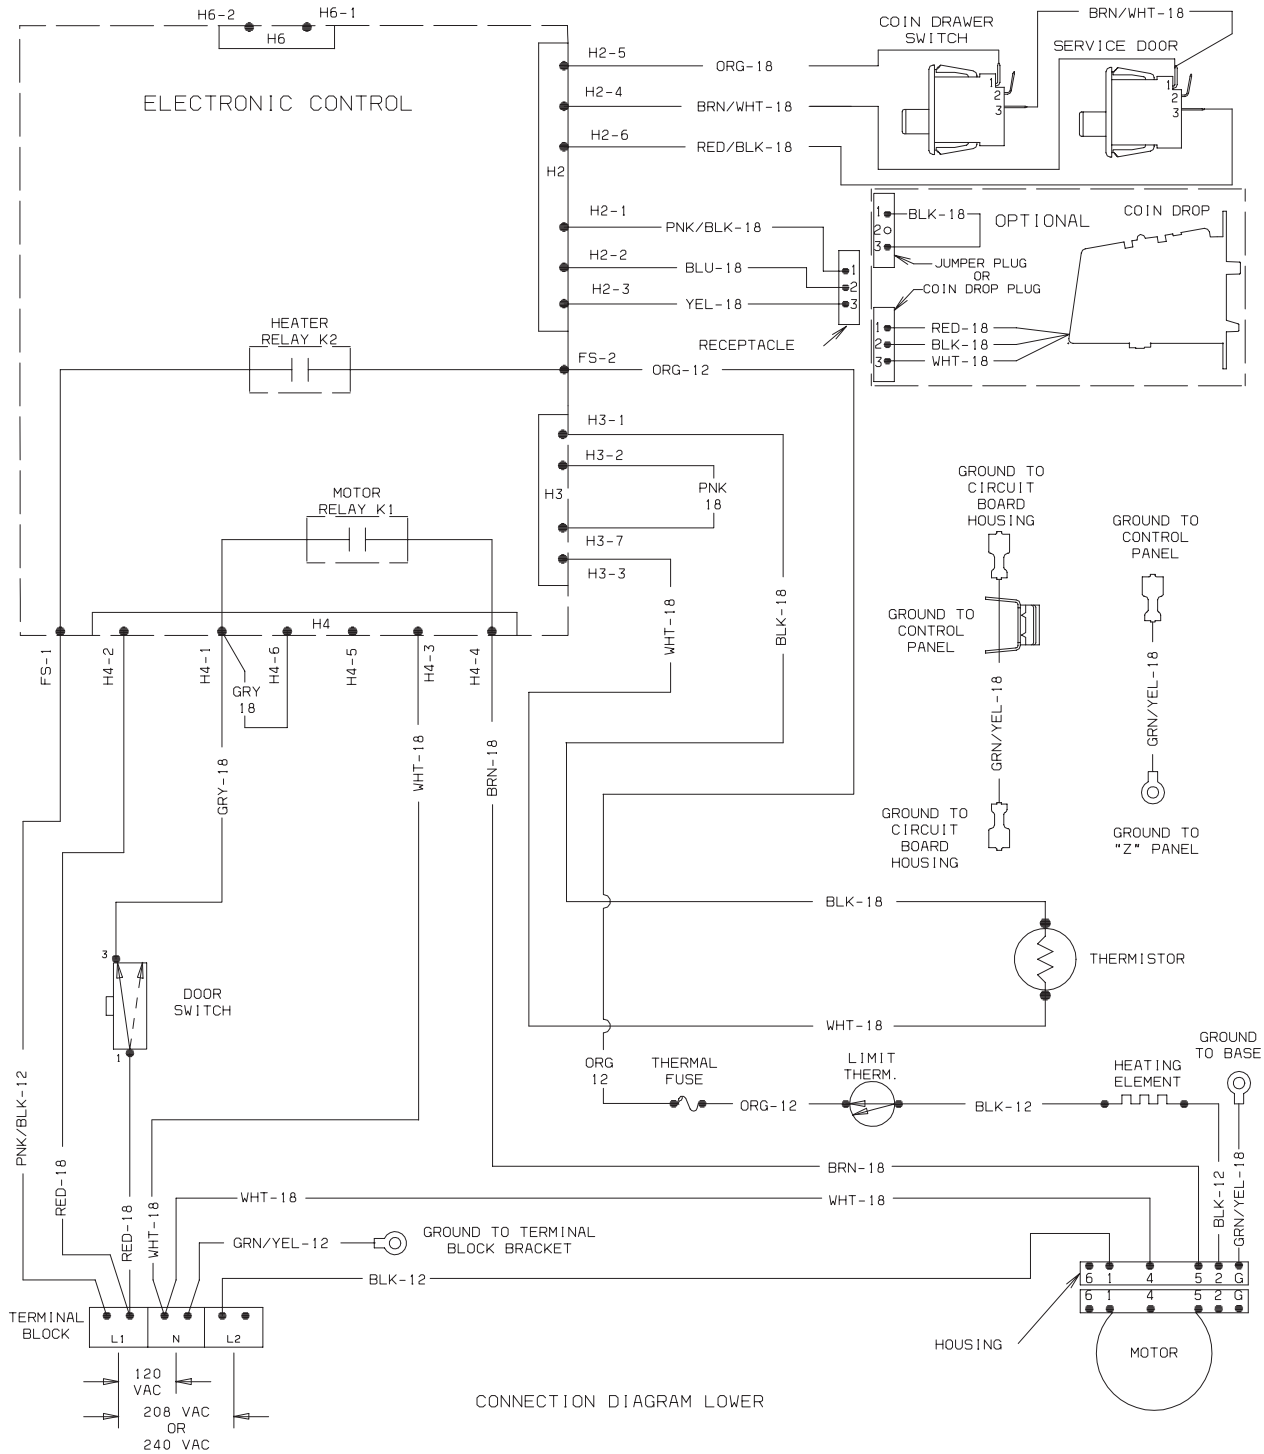 H6-2
H6-1
H6
ELECTRONIC CONTROL
H2-5
ORG-18
H2-4
BRN/WHT-18
H2-6
RED/BLK-18
H2
H2-1
PNK/BLK-18
H2-2
BLU-18
H2-3
YEL-18
COIN DRAWER
SWITCH
1
2
3
BRN/WHT-18
SERVICE DOOR
1
2
3
1
2
3
RECEPTACLE
1
BLK-18
2
3
OPTIONAL
COIN DROP
JUMPER PLUG
OR
COIN DROP PLUG
1
RED-18
2
BLK-18
3
WHT-18
HEATER
RELAY K2
FS-2
ORG-12
H3-1
H3-2
H3
PNK
18
H3-7
H3-3
MOTOR
RELAY K1
WHT-18
BLK-18
H4
FS-1
H4-2
H4-1
H4-6
H4-5
H4-3
H4-4
GRY
18
GRY-18
WHT-18
BRN-18
GROUND TO
CIRCUIT
BOARD
HOUSING
GROUND TO
CONTROL
PANEL
GRN/YEL-18
GROUND TO
CIRCUIT
BOARD
HOUSING
GROUND TO
CONTROL
PANEL
GRN/YEL-18
GROUND TO
"Z" PANEL
BLK-18
THERMISTOR
WHT-18
3
DOOR
SWITCH
1
ORG
12
THERMAL
FUSE
ORG-12
LIMIT
THERM.
BLK-12
HEATING
ELEMENT
GROUND
TO BASE
PNK/BLK-12
RED-18
RED-18
WHT-18
BRN-18
WHT-18
WHT-18
BLK-12
GRN/YEL-18
GRN/YEL-12
GROUND TO TERMINAL
BLOCK BRACKET
BLK-12
6 1 4 5 2 G
6 1 4 5 2 G
HOUSING
MOTOR
TERMINAL
BLOCK
L1
N
L2
120
VAC
208 VAC
OR
240 VAC
CONNECTION DIAGRAM LOWER